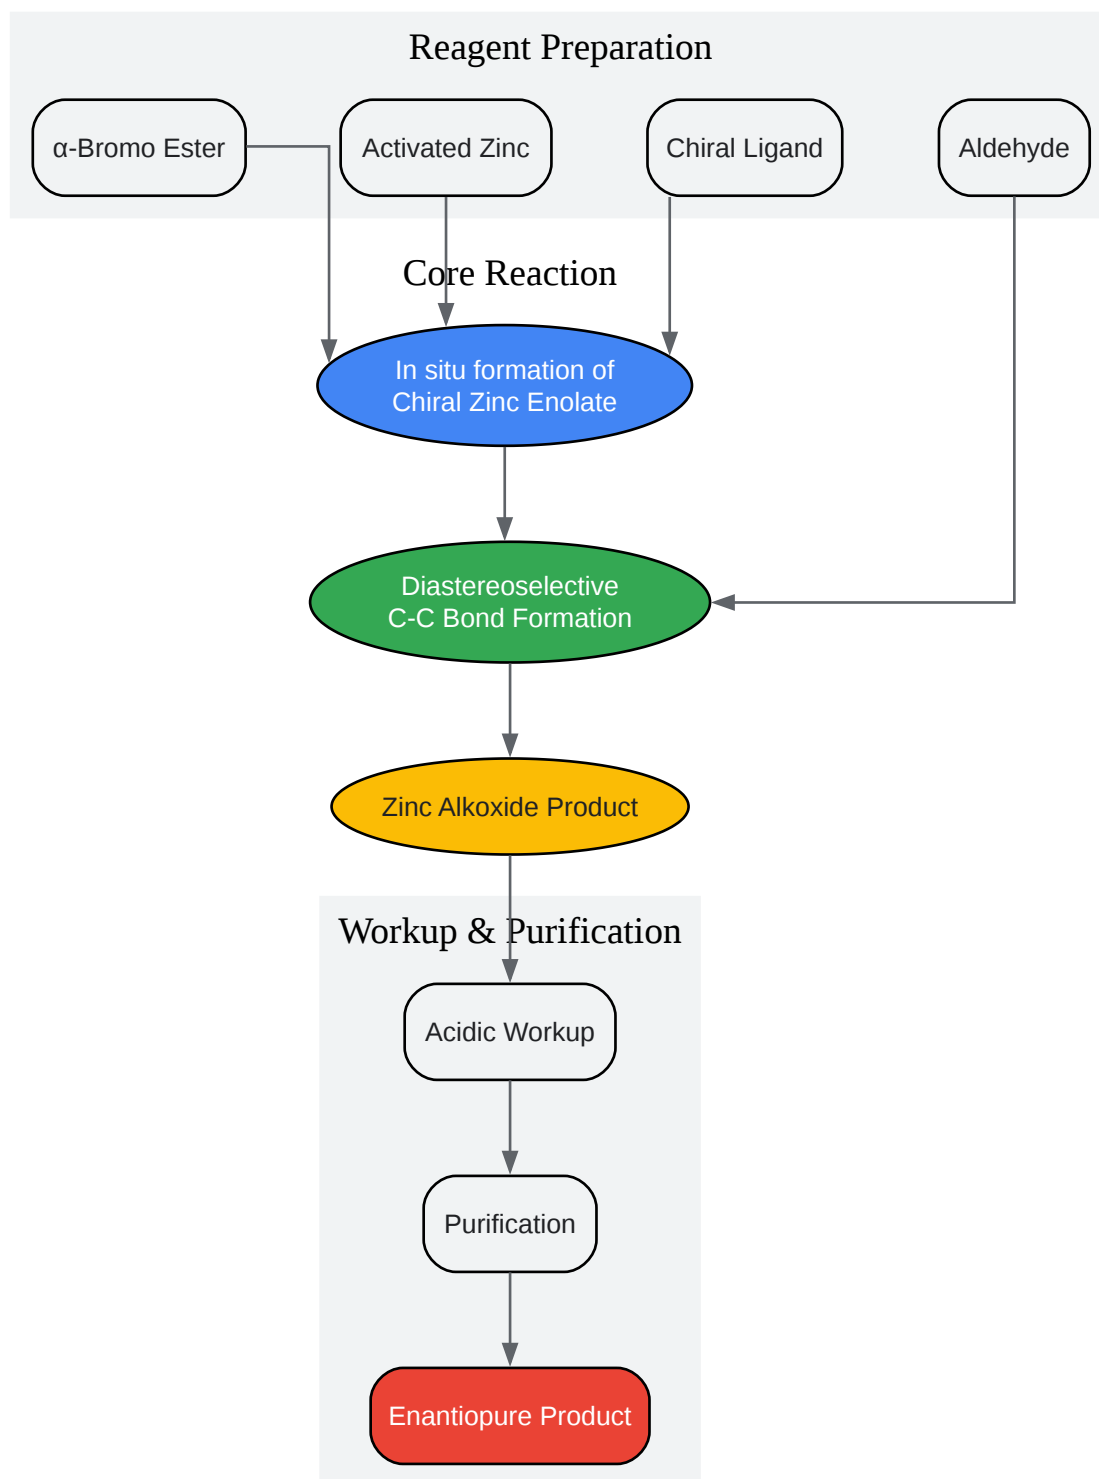 Reagent Preparation
α-Bromo Ester
Activated Zinc
Chiral Ligand
Aldehyde
Core Reaction
In situ formation of
Chiral Zinc Enolate
Diastereoselective
C-C Bond Formation
Zinc Alkoxide Product
Workup & Purification
Acidic Workup
Purification
Enantiopure Product